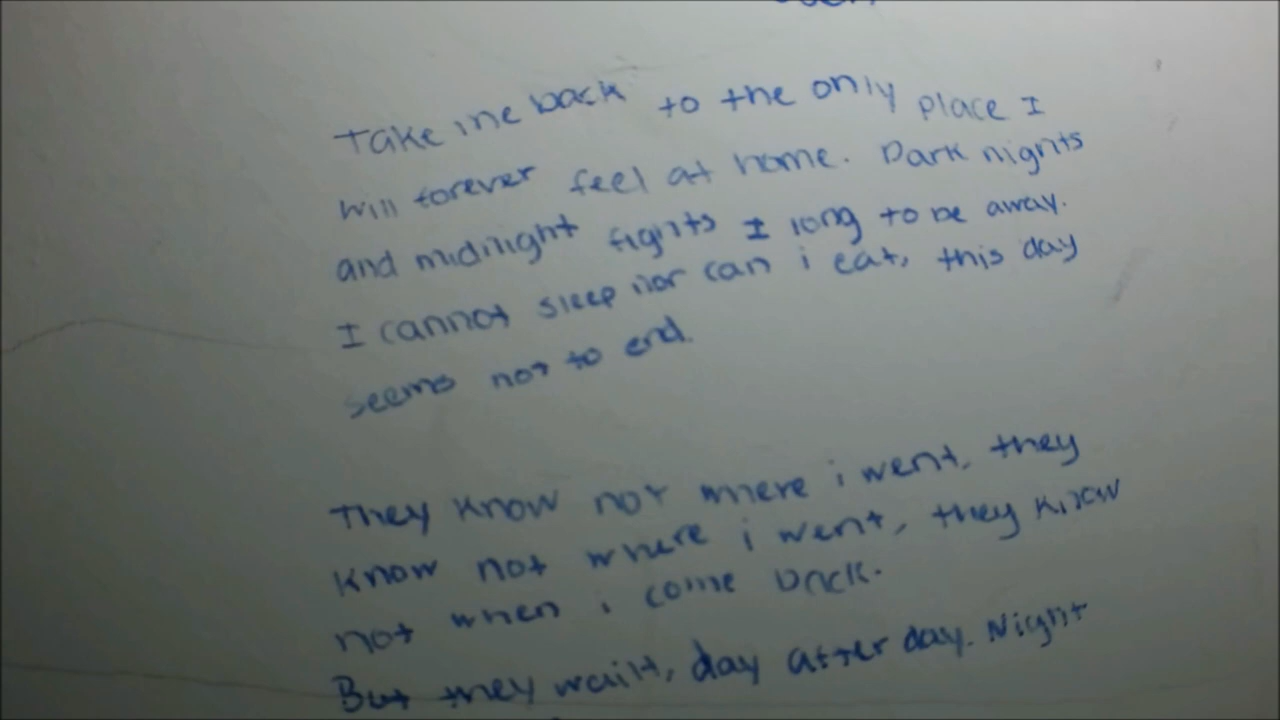 Take me back to the only place I
will forever feel at home. Dark nights
and midnight fights I long to be away.
I cannot sleep nor can i eat, this day
seems not to end.
They know not where i went, they
know not where i went, they know
not when i come back.
But they wait, day after day. Night